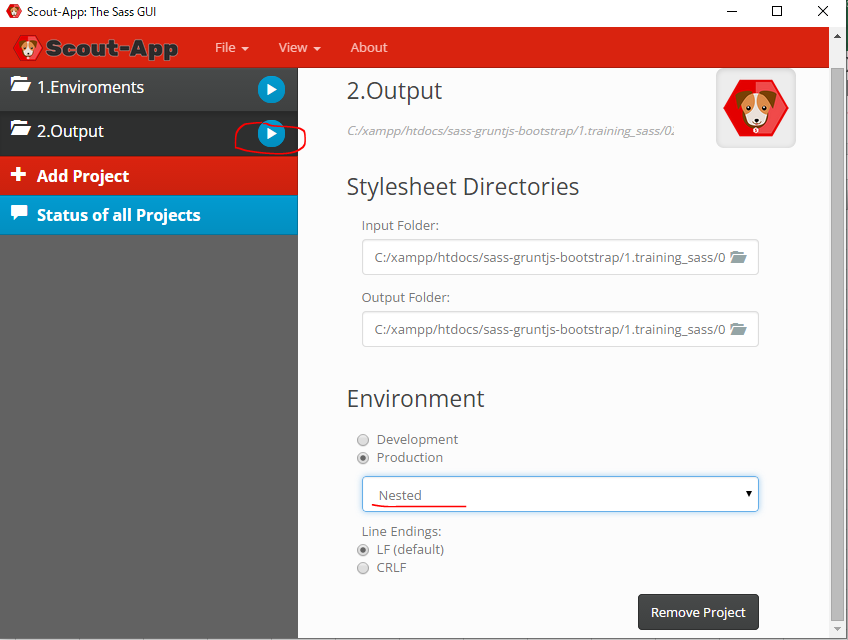 Scout-App: The Sass GUI
Scout-App File View About
1.Enviroments
2.Output
Add Project
Status of all Projects
2.Output
C:/xampp/htdocs/sass-gruntjs-bootstrap/1.training_sass/02.
Stylesheet Directories
Input Folder:
C:/xampp/htdocs/sass-gruntjs-bootstrap/1.training_sass/0
Output Folder:
C:/xampp/htdocs/sass-gruntjs-bootstrap/1.training_sass/0
Environment
Development
Production
Nested
Line Endings:
LF (default)
CRLF
Remove Project